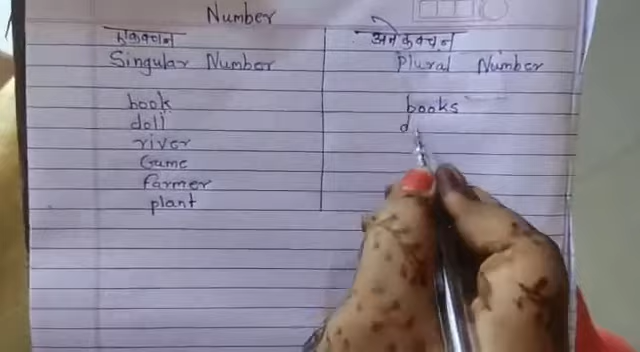 Number
एकवचन अनेकवचन
Singular Number Plural Number
book books
doll d
river
Game
farmer
plant